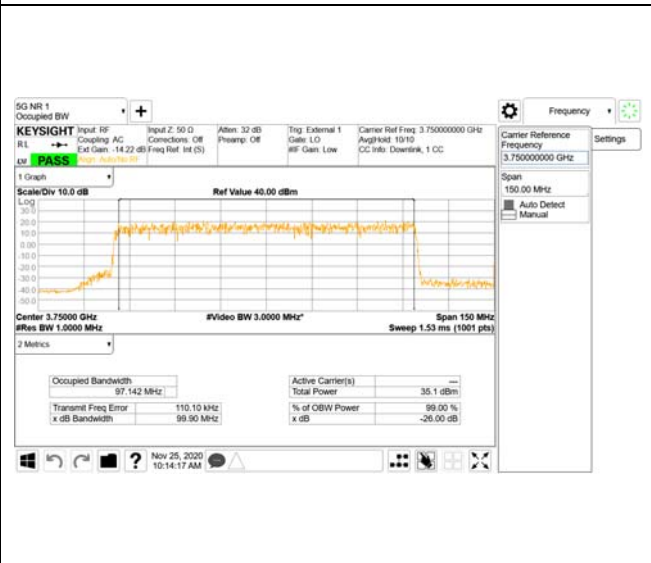 5G NR 1
Occupied BW
Frequency
KEYSIGHT
RL
PASS
Input: RF
Coupling: AC
Ext Gain: -14.22 dB
Align: Auto/No RF
Input Z: 50 Ω
Corrections: Off
Freq Ref: Int (S)
Atten: 32 dB
Preamp: Off
Trig: External 1
Gate: LO
#IF Gain: Low
Carrier Ref Freq: 3.750000000 GHz
Avg|Hold: 10/10
CC Info: Downlink, 1 CC
Carrier Reference
Frequency
3.750000000 GHz
Settings
Span
150.00 MHz
Auto Detect
Manual
1 Graph
Scale/Div 10.0 dB
Ref Value 40.00 dBm
Log
30.0
20.0
10.0
0.00
-10.0
-20.0
-30.0
-40.0
-50.0
Center 3.75000 GHz
#Video BW 3.0000 MHz*
Span 150 MHz
#Res BW 1.0000 MHz
Sweep 1.53 ms (1001 pts)
2 Metrics
Occupied Bandwidth
97.142 MHz
Active Carrier(s)
---
Total Power
35.1 dBm
Transmit Freq Error
110.10 kHz
% of OBW Power
99.00 %
x dB Bandwidth
99.90 MHz
x dB
-26.00 dB
?
Nov 25, 2020
10:14:17 AM